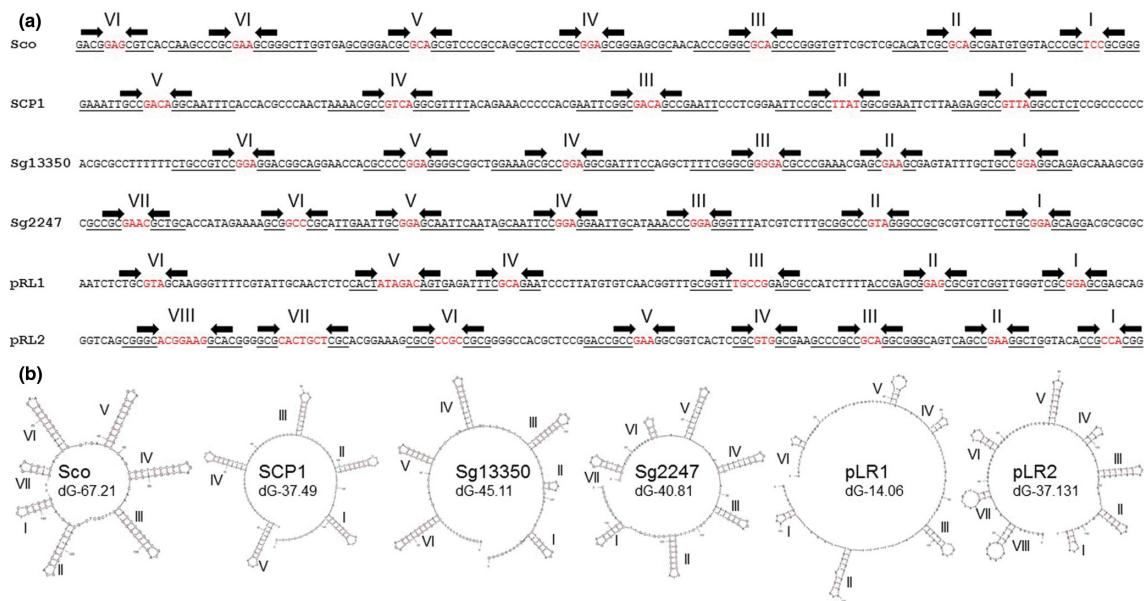 (a)
VI VI V IV III II I
Sco GACGGAGCGTCACCAAGCCCGCGAAGCGGGCTTGGTGAGCGGGACGCGCAGCGTCCCGCCAGCGCTCCCGCGGAGCGGGAGCGCAACACCCGGGCGCAGCCCGGGTGTTCGCTCGCACATCGCGCAGCGATGTGGTACCCGCTCCGCGGG
V IV III II I
SCP1 GAAATTGCCGACAGGCAATTTCACCACGCCCAACTAAAACGCCGTCAGGCGTTTTACAGAAACCCCCACGAATTCGGCGACAGCCGAATTCCCTCGGAATTCCGCCTTATGGCGGAATTCTTAAGAGGCCGTTAGGCCTCTCCGCCCCCC
VI V IV III II I
Sg13350 ACGCGCCTTTTTTCTGCCGTCCGGAGGACGGCAGGAACCACGCCCCGGAGGGGCGGCTGGAAAGCGCCGGAGGCGATTTCCAGGCTTTTCGGGCGGGGACGCCCGAAACGAGCGAAGCGAGTATTTGCTGCCGGAGGCAGAGCAAAGCGG
VII VI V IV III II I
Sg2247 CGCCGCGAACGCTGCACCATAGAAAAGCGGCCCGCATTGAATTGCGGAGCAATTCAATAGCAATTCCGGAGGAATTGCATAAACCCGGAGGGTTTATCGTCTTTGCGGCCCGTAGGGCCGCGCGTCGTTCCTGCGGAGCAGGACGCGCGC
VI V IV III II I
pRL1 AATCTCTGCGTAGCAAGGGTTTTCGTATTGCAACTCTCCACTATAGACAGTGAGATTTCGCAGAATCCCTTATGTGTCAACGGTTTGCGGTTTGCCGGAGCGCCATCTTTTACCGAGCGGAGCGCGTCGGTTGGGTCGCGGAGCGAGCAG
VIII VII VI V IV III II I
pRL2 GGTCAGCGGGCACGGAAGGCACGGGGCGCACTGCTCGCACGGAAAGCGCGCCGCCGCGGGGCCACGCTCCGGACCGCCGAAGGCGGTCACTCCGCGTGGCGAAGCCCGCCGCAGGCGGGCAGTCAGCCGAAGGCTGGTACACCGCCACGG
(b)
VI V IV III II I VII
Sco
dG-67.21
III II I V IV
SCP1
dG-37.49
IV III II I VI V
Sg13350
dG-45.11
VI V IV III II I VII
Sg2247
dG-40.81
V IV III II I VI
pLR1
dG-14.06
V IV III II I VIII VII VI
pLR2
dG-37.131